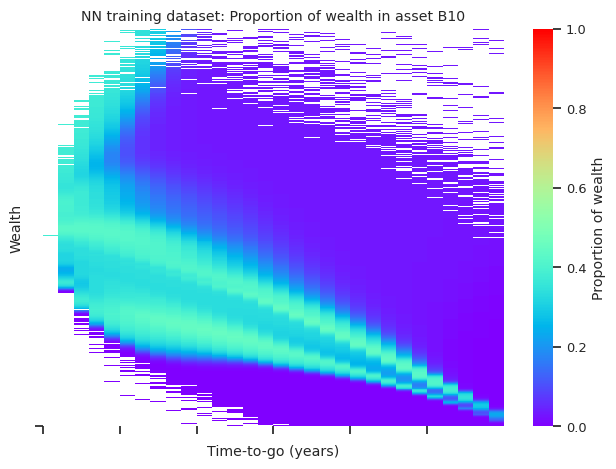 NN training dataset: Proportion of wealth in asset B10
Wealth
Time-to-go (years)
1.0
0.8
0.6
0.4
0.2
0.0
Proportion of wealth